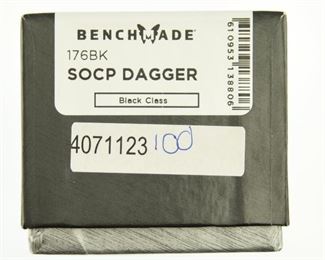 BENCHMADE
176BK
SOCP DAGGER
Black Class
610953 138806
4071123 100